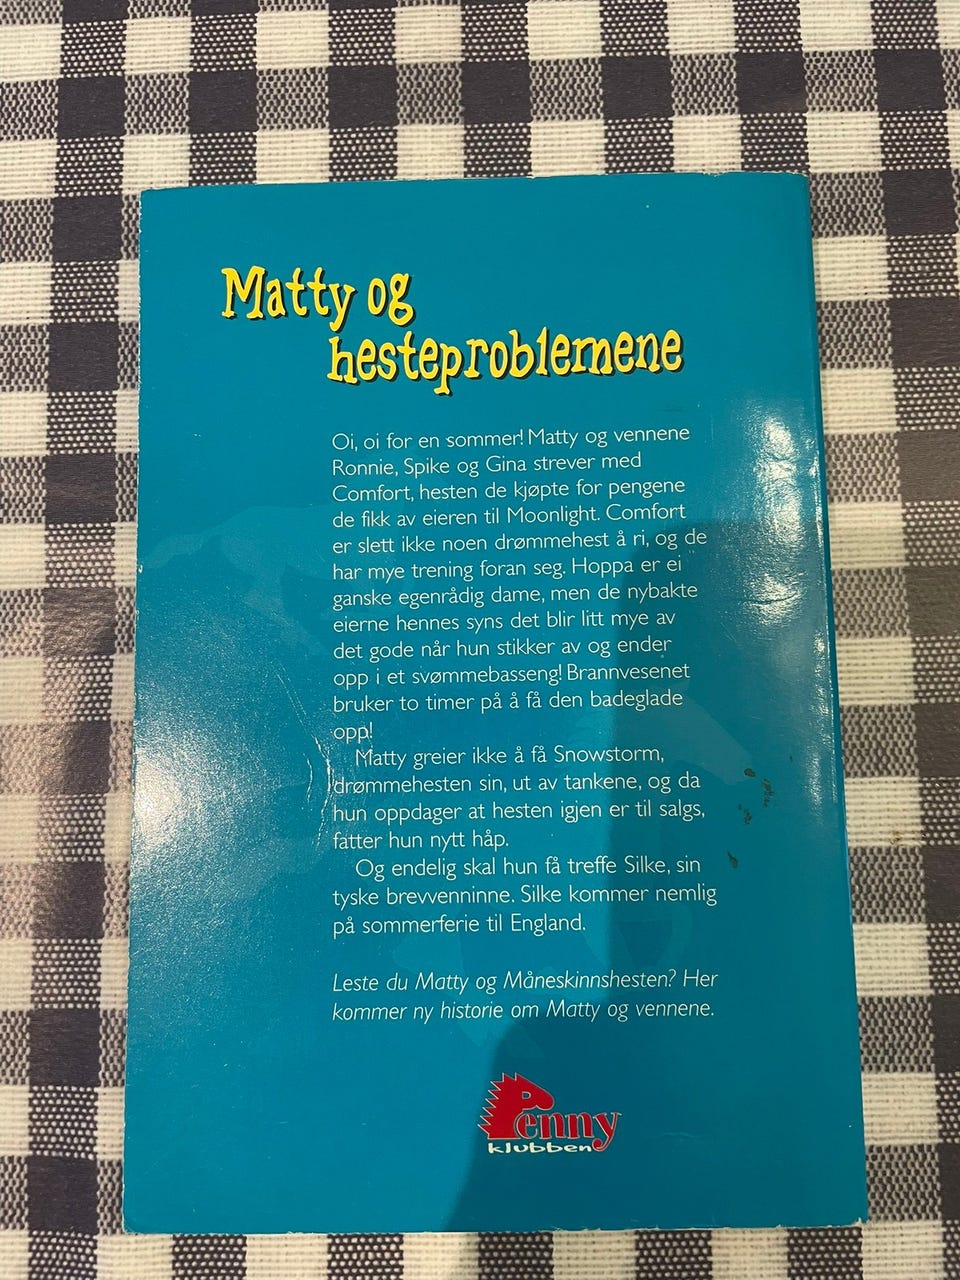 Matty og
hesteproblemene
Oi, oi for en sommer! Matty og vennene
Ronnie, Spike og Gina strever med
Comfort, hesten de kjøpte for pengene
de fikk av eieren til Moonlight. Comfort
er slett ikke noen drømmehest å ri, og de
har mye trening foran seg. Hoppa er ei
ganske egenrådig dame, men de nybakte
eierne hennes syns det blir litt mye av
det gode når hun stikker av og ender
opp i et svømmebasseng! Brannvesenet
bruker to timer på å få den badeglade
opp!
Matty greier ikke å få Snowstorm,
drømmehesten sin, ut av tankene, og da
hun oppdager at hesten igjen er til salgs,
fatter hun nytt håp.
Og endelig skal hun få treffe Silke, sin
tyske brevvenninne. Silke kommer nemlig
på sommerferie til England.
Leste du Matty og Måneskinnshesten? Her
kommer ny historie om Matty og vennene.
Penny
klubben